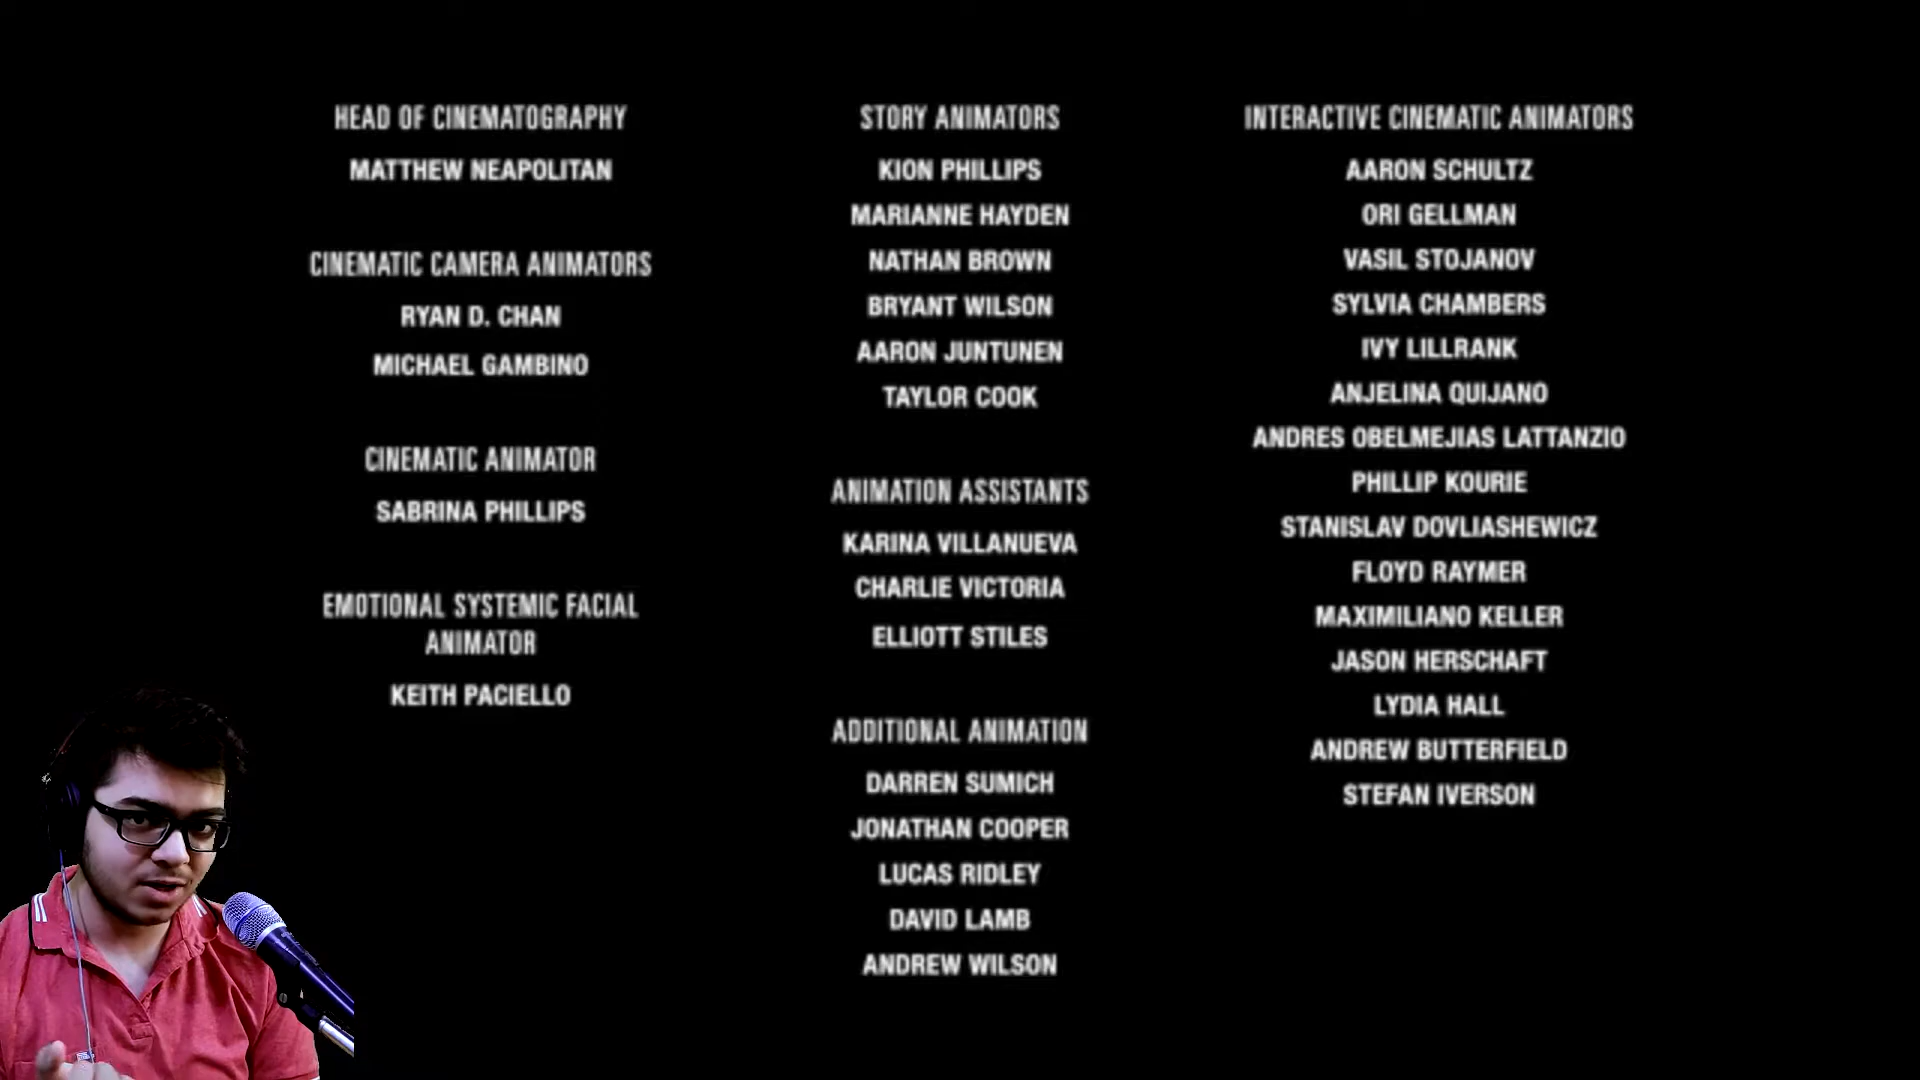 HEAD OF CINEMATOGRAPHY
MATTHEW NEAPOLITAN
CINEMATIC CAMERA ANIMATORS
RYAN D. CHAN
MICHAEL GAMBINO
CINEMATIC ANIMATOR
SABRINA PHILLIPS
EMOTIONAL SYSTEMIC FACIAL
ANIMATOR
KEITH PACIELLO
STORY ANIMATORS
KION PHILLIPS
MARIANNE HAYDEN
NATHAN BROWN
BRYANT WILSON
AARON JUNTUNEN
TAYLOR COOK
ANIMATION ASSISTANTS
KARINA VILLANUEVA
CHARLIE VICTORIA
ELLIOTT STILES
ADDITIONAL ANIMATION
DARREN SUMICH
JONATHAN COOPER
LUCAS RIDLEY
DAVID LAMB
ANDREW WILSON
INTERACTIVE CINEMATIC ANIMATORS
AARON SCHULTZ
ORI GELLMAN
VASIL STOJANOV
SYLVIA CHAMBERS
IVY LILLRANK
ANJELINA QUIJANO
ANDRES OBELMEJIAS LATTANZIO
PHILLIP KOURIE
STANISLAV DOVLIASHEWICZ
FLOYD RAYMER
MAXIMILIANO KELLER
JASON HERSCHAFT
LYDIA HALL
ANDREW BUTTERFIELD
STEFAN IVERSON